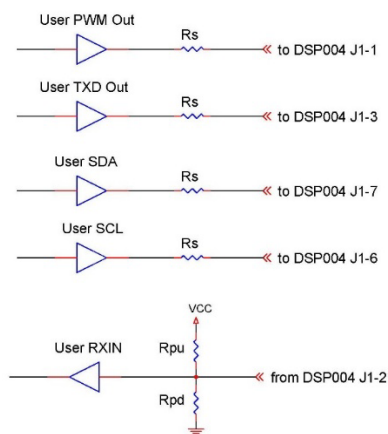 User PWM Out
Rs
to DSP004 J1-1
User TXD Out
Rs
to DSP004 J1-3
User SDA
Rs
to DSP004 J1-7
User SCL
Rs
to DSP004 J1-6
VCC
User RXIN
Rpu
from DSP004 J1-2
Rpd